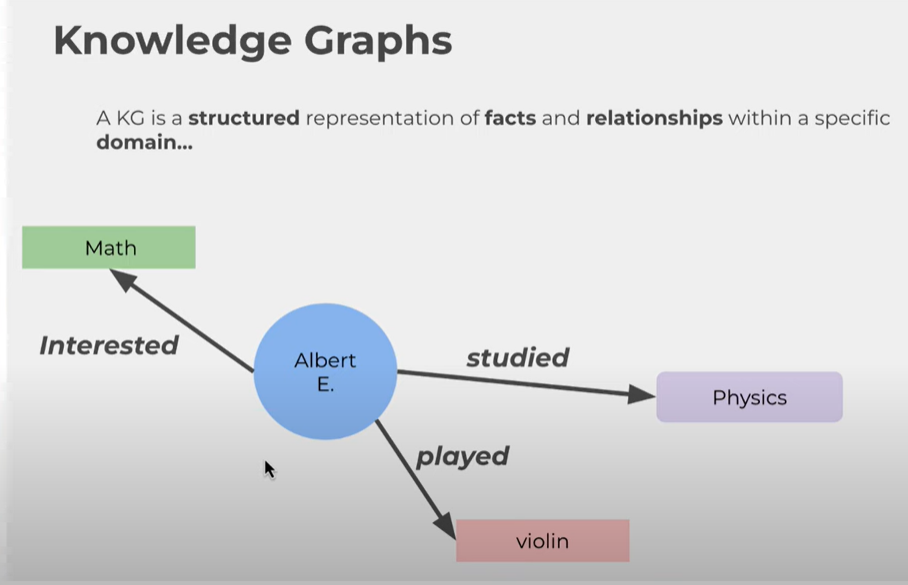 Knowledge Graphs
A KG is a structured representation of facts and relationships within a specific
domain...
Math
Interested
Albert
E.
studied
Physics
played
violin